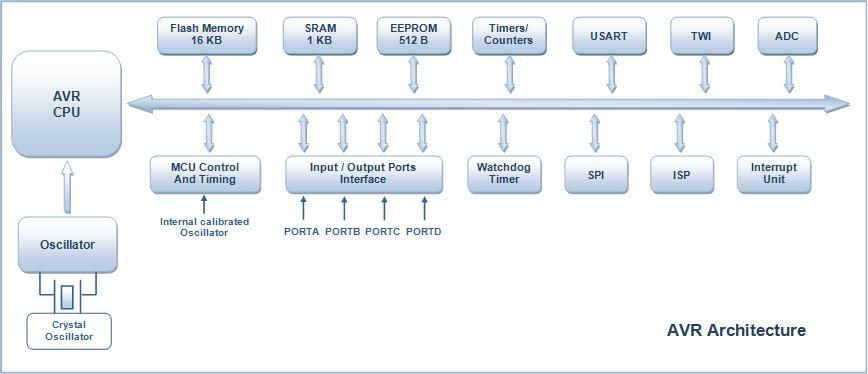 Flash Memory
16 KB
SRAM
1 KB
EEPROM
512 B
Timers/
Counters
USART
TWI
ADC
AVR
CPU
MCU Control
And Timing
Input / Output Ports
Interface
Watchdog
Timer
SPI
ISP
Interrupt
Unit
Internal calibrated
Oscillator
PORTA
PORTB
PORTC
PORTD
Oscillator
Crystal
Oscillator
AVR Architecture